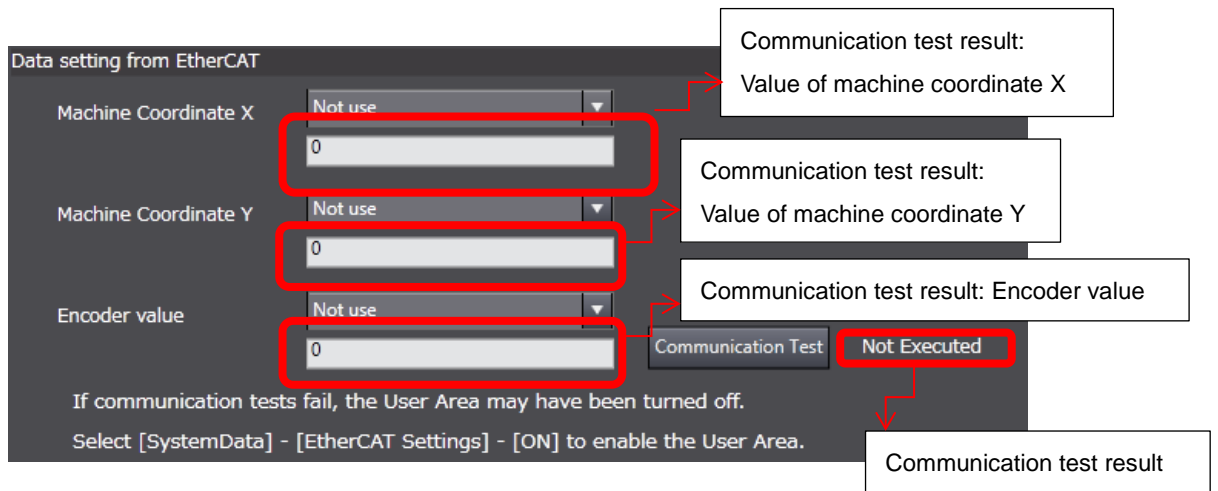 Communication test result:
Value of machine coordinate X
Data setting from EtherCAT
Machine Coordinate X
Not use
0
Communication test result:
Value of machine coordinate Y
Machine Coordinate Y
Not use
0
Communication test result: Encoder value
Encoder value
Not use
0
Communication Test
Not Executed
If communication tests fail, the User Area may have been turned off.
Select [SystemData] - [EtherCAT Settings] - [ON] to enable the User Area.
Communication test result